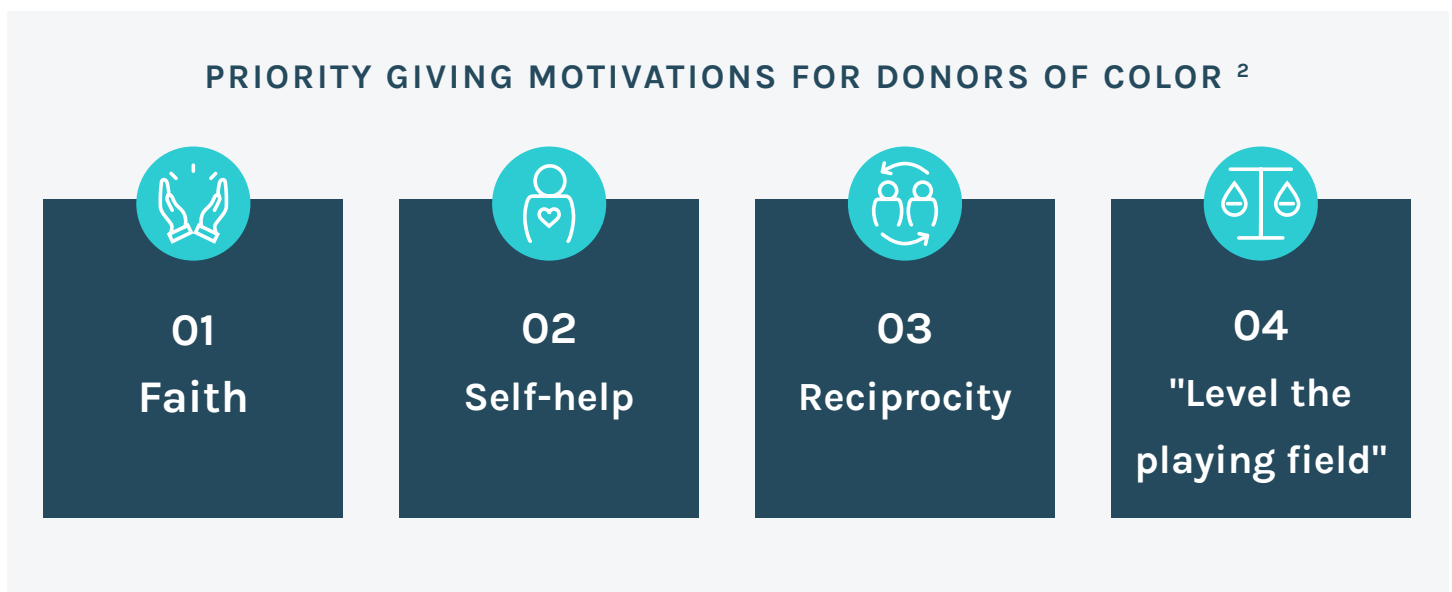 PRIORITY GIVING MOTIVATIONS FOR DONORS OF COLOR ²
01
Faith
02
Self-help
03
Reciprocity
04
"Level the
playing field"